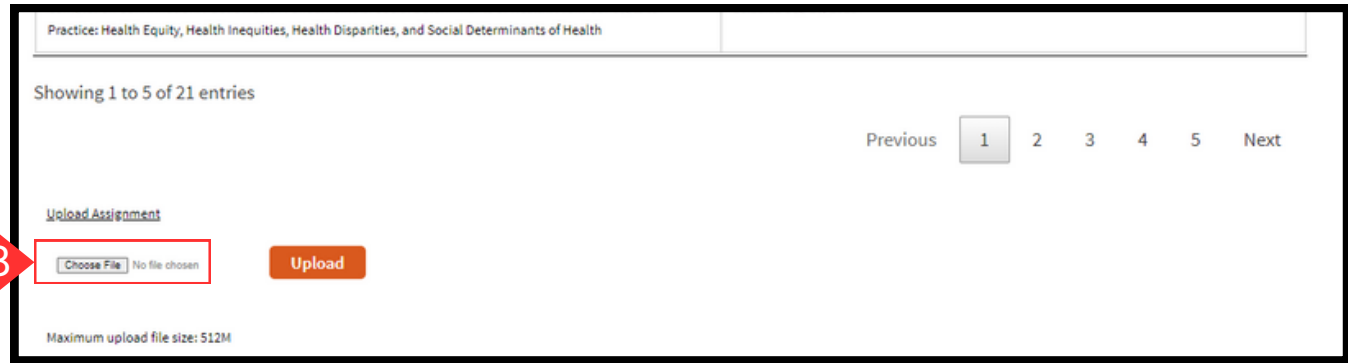 Practice: Health Equity, Health Inequities, Health Disparities, and Social Determinants of Health
Showing 1 to 5 of 21 entries
Previous 1 2 3 4 5 Next
Upload Assignment
3 Choose File No file chosen Upload
Maximum upload file size: 512M